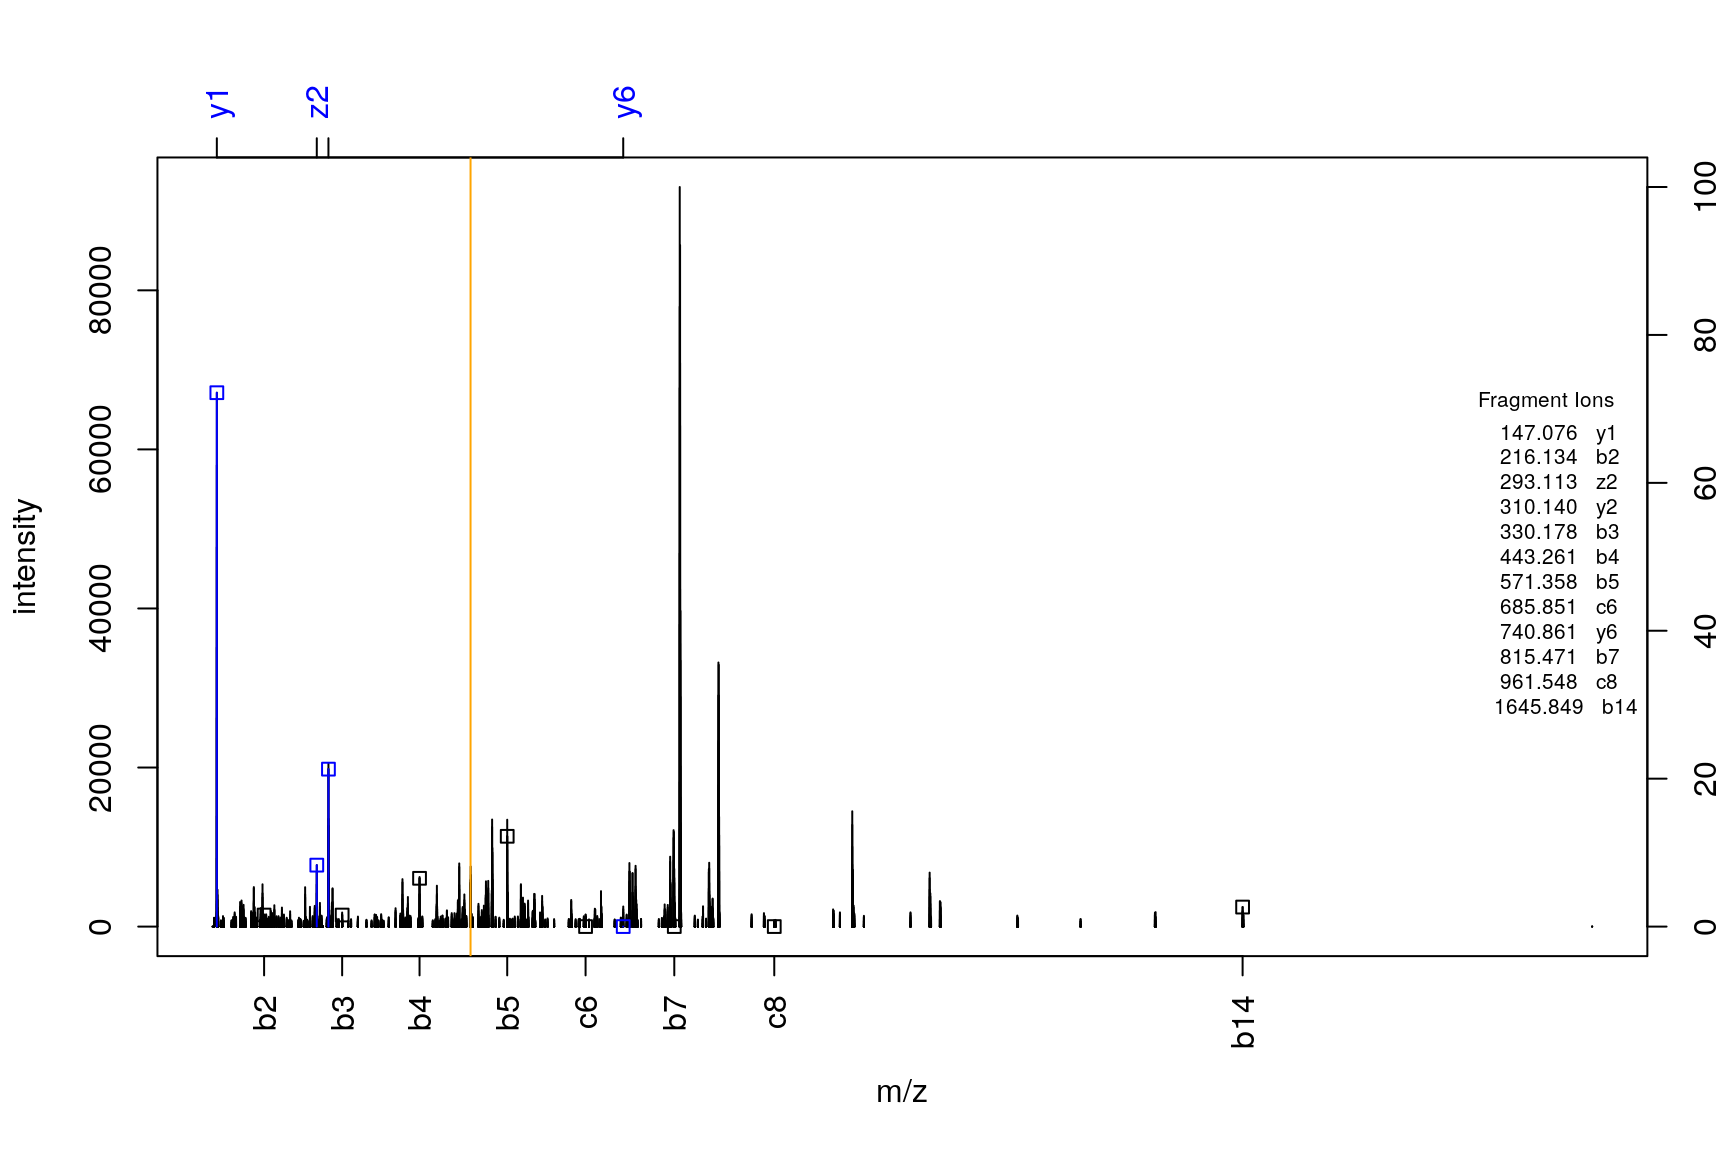 y1 z2 y6
100
80000
80
Fragment Ions
147.076 y1
60000
216.134 b2
60
293.113 z2
310.140 y2
intensity
330.178 b3
443.261 b4
571.358 b5
40000
685.851 c6
40
740.861 y6
815.471 b7
961.548 c8
1645.849 b14
20000
20
0
0
b2 b3 b4 b5 c6 b7 c8 b14
m/z